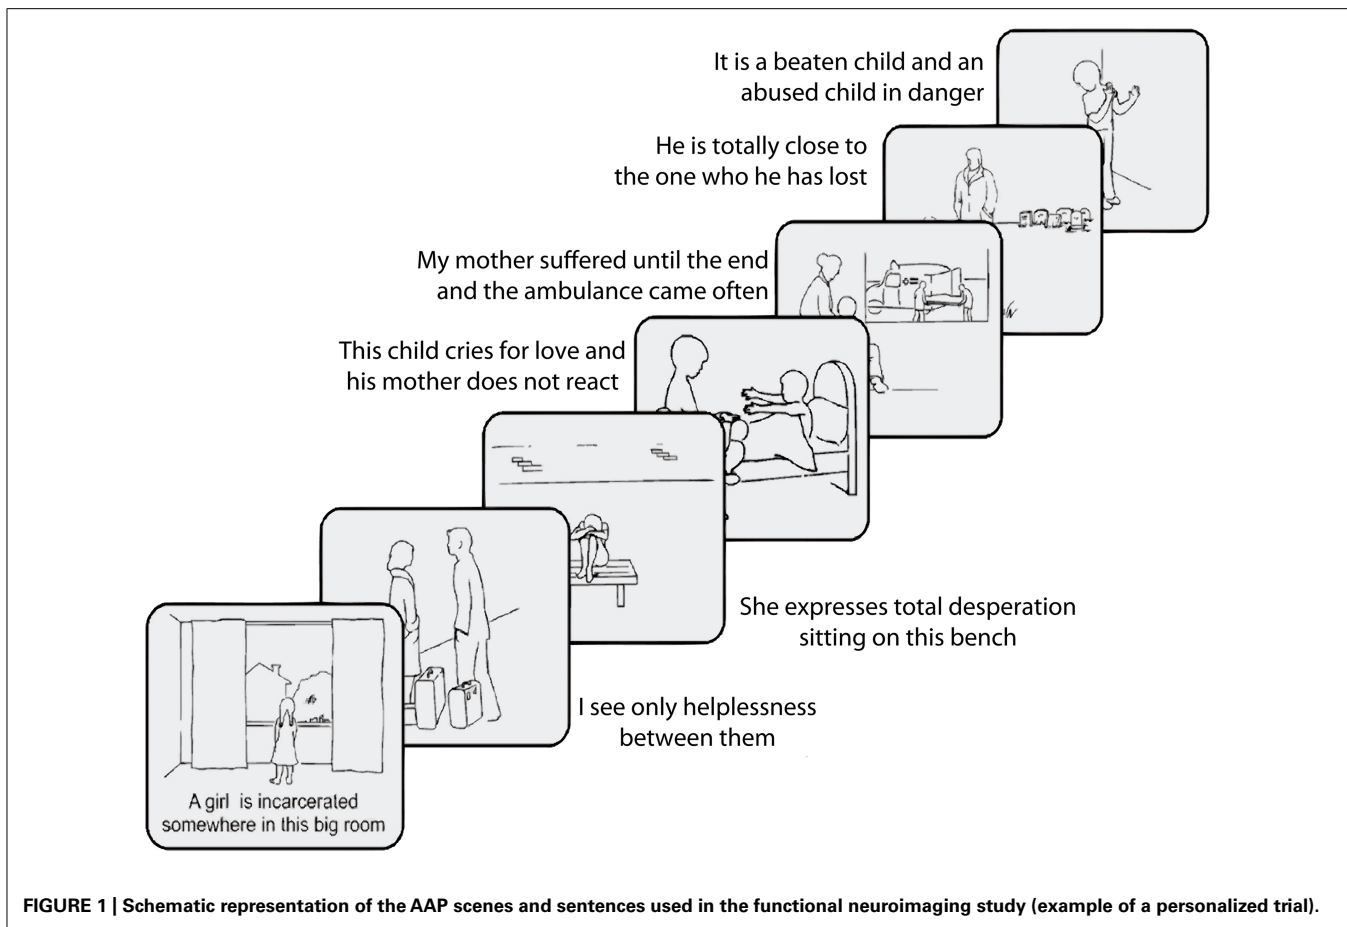 It is a beaten child and an
abused child in danger
He is totally close to
the one who he has lost
My mother suffered until the end
and the ambulance came often
This child cries for love and
his mother does not react
She expresses total desperation
sitting on this bench
I see only helplessness
between them
A girl is incarcerated
somewhere in this big room
FIGURE 1 | Schematic representation of the AAP scenes and sentences used in the functional neuroimaging study (example of a personalized trial).